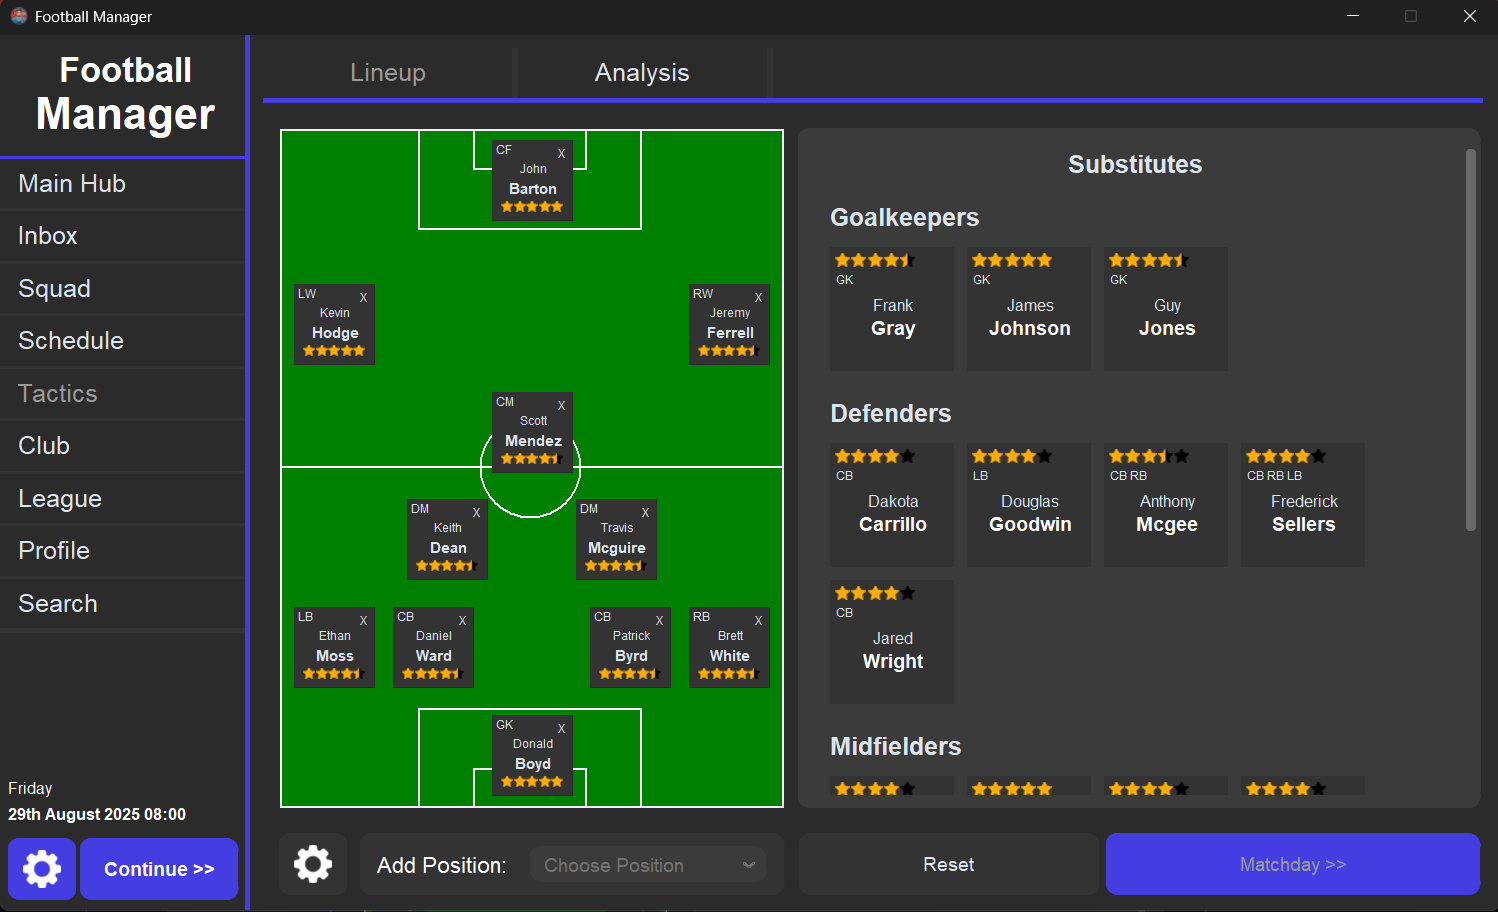 Football Manager
Football
Manager
Main Hub
Inbox
Squad
Schedule
Tactics
Club
League
Profile
Search
Friday
29th August 2025 08:00
Continue >>
Lineup
Analysis
CF
X
John
Barton
LW
X
Kevin
Hodge
RW
X
Jeremy
Ferrell
CM
X
Scott
Mendez
DM
X
Keith
Dean
DM
X
Travis
Mcguire
LB
X
Ethan
Moss
CB
X
Daniel
Ward
CB
X
Patrick
Byrd
RB
X
Brett
White
GK
X
Donald
Boyd
Add Position:
Choose Position
Substitutes
Goalkeepers
GK
Frank
Gray
GK
James
Johnson
GK
Guy
Jones
Defenders
CB
Dakota
Carrillo
LB
Douglas
Goodwin
CB RB
Anthony
Mcgee
CB RB LB
Frederick
Sellers
CB
Jared
Wright
Midfielders
Reset
Matchday >>